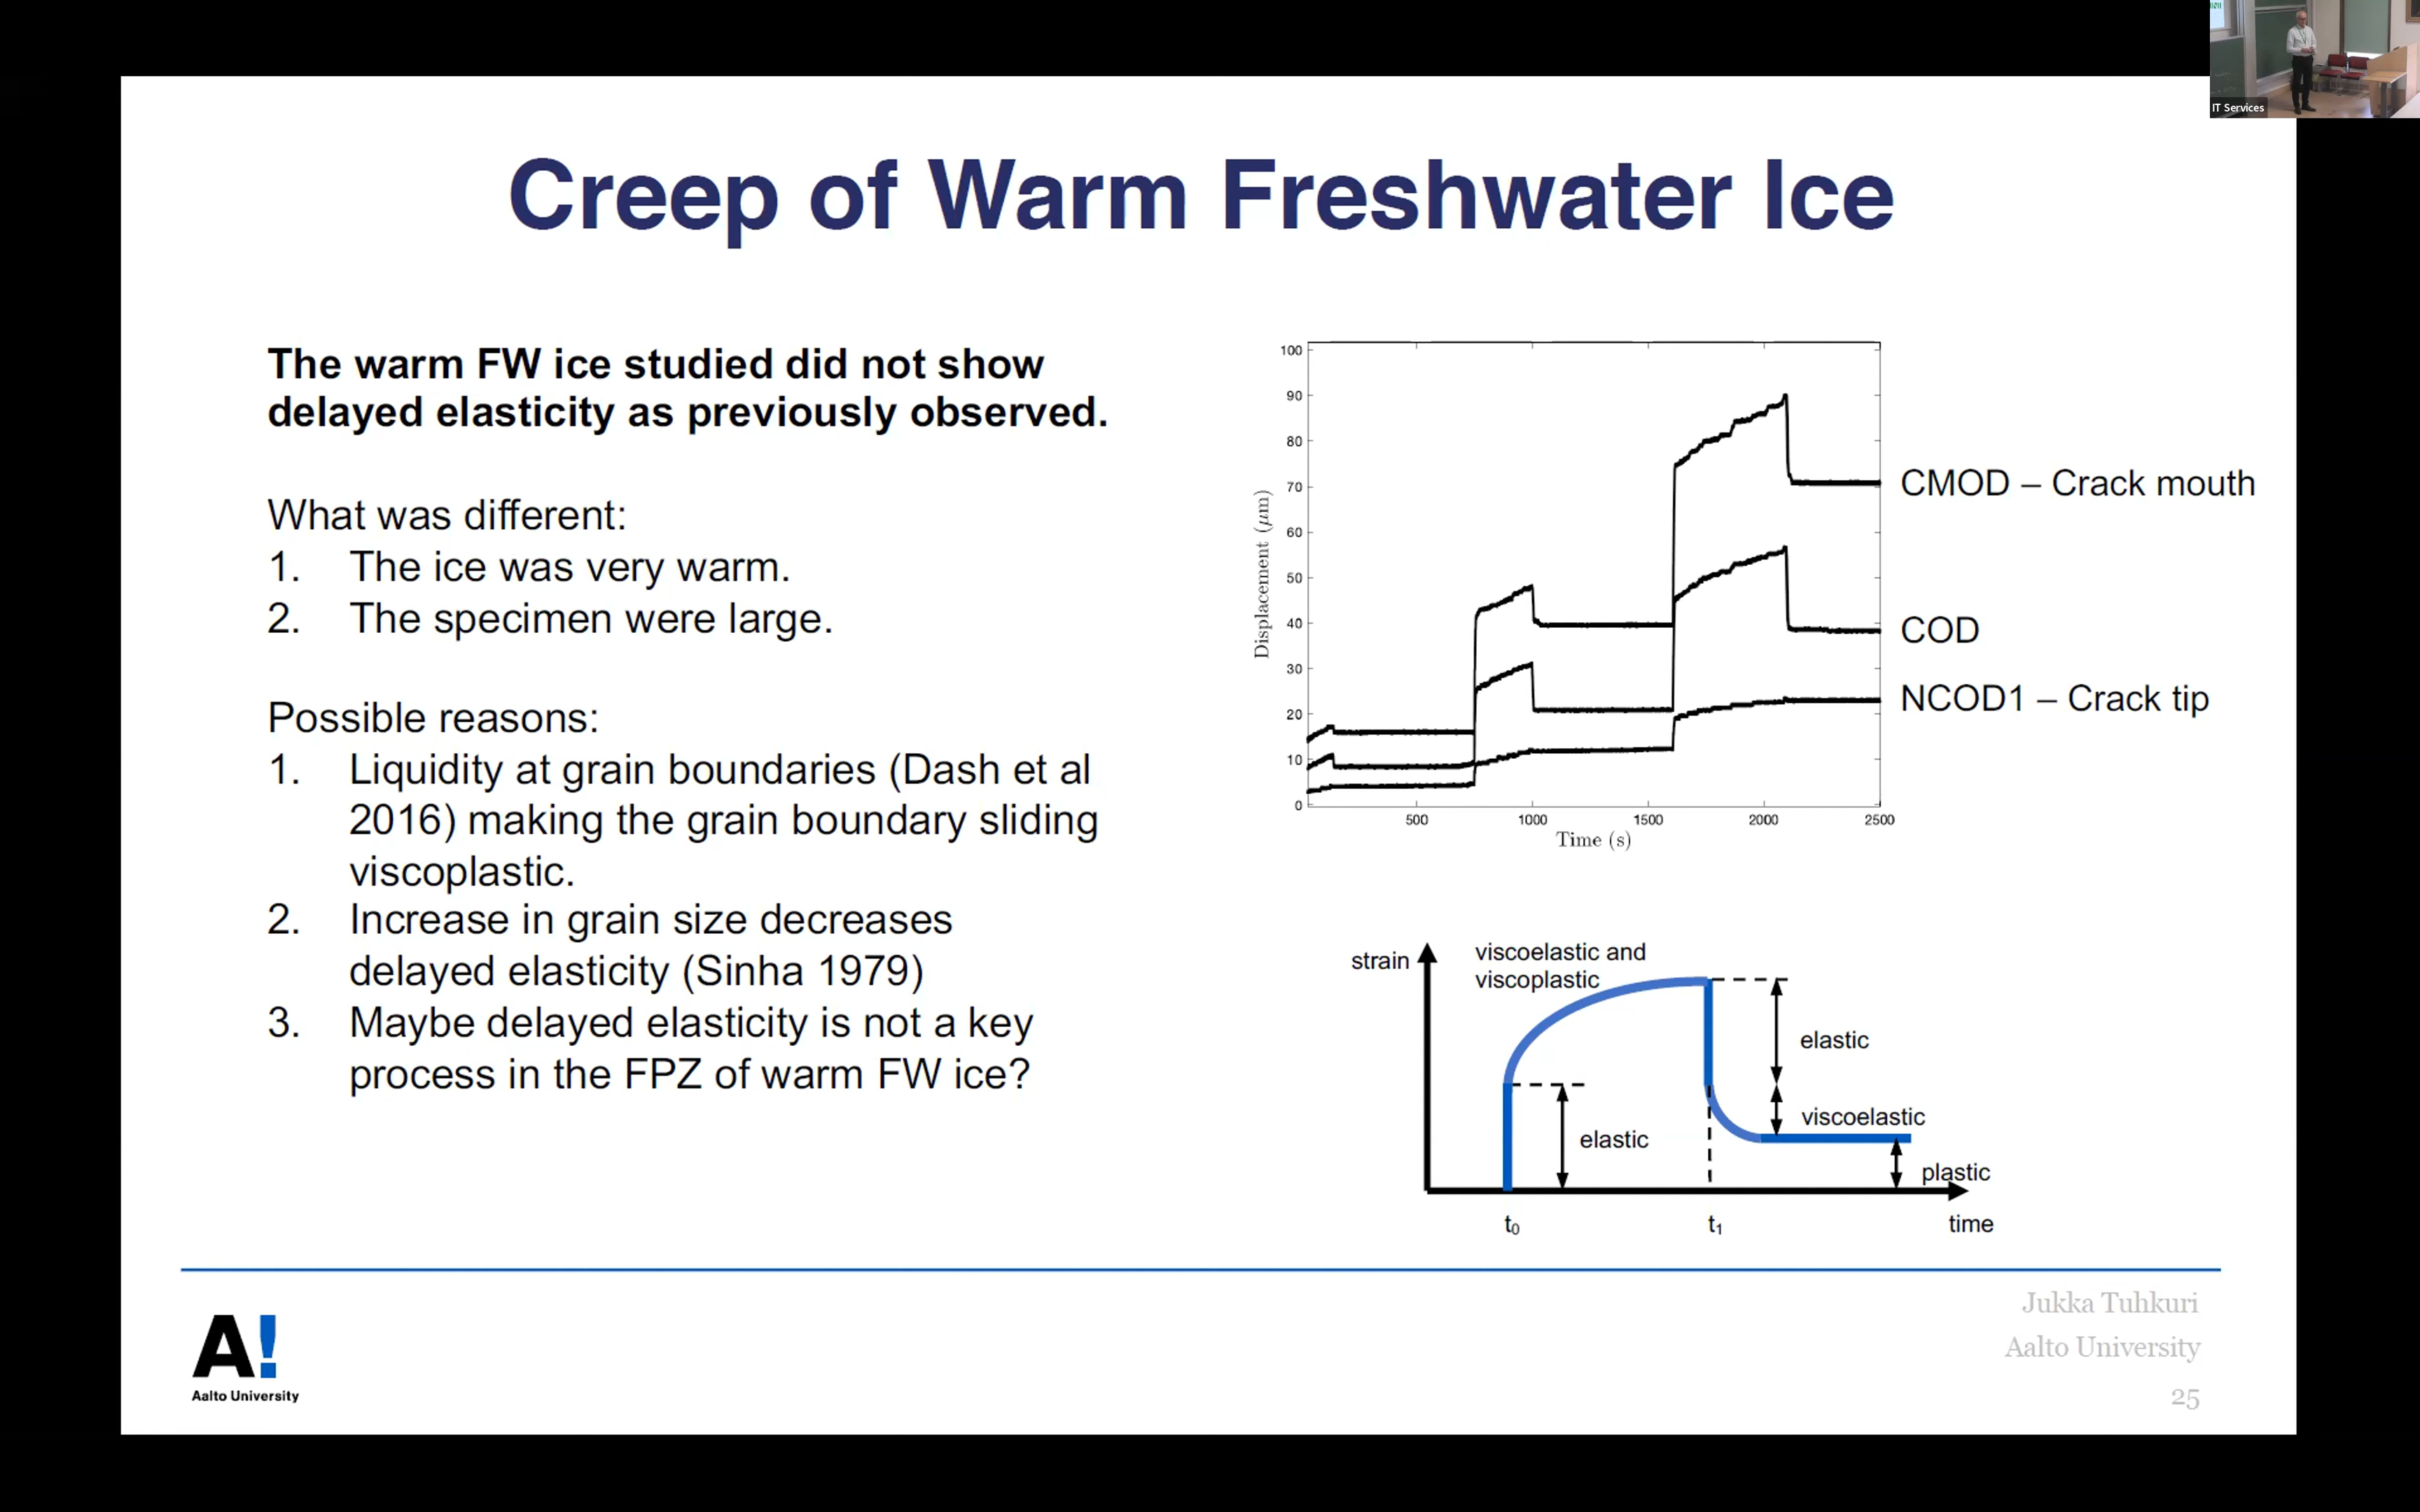 IT Services
Creep of Warm Freshwater Ice
The warm FW ice studied did not show
delayed elasticity as previously observed.
What was different:
1. The ice was very warm.
2. The specimen were large.
Possible reasons:
1. Liquidity at grain boundaries (Dash et al
2016) making the grain boundary sliding
viscoplastic.
2. Increase in grain size decreases
delayed elasticity (Sinha 1979)
3. Maybe delayed elasticity is not a key
process in the FPZ of warm FW ice?
100
90
80
70
60
50
40
30
20
10
0
Displacement (μm)
500 1000 1500 2000 2500
Time (s)
CMOD – Crack mouth
COD
NCOD1 – Crack tip
strain
viscoelastic and
viscoplastic
elastic
elastic
viscoelastic
plastic
t₀ t₁ time
A!
Aalto University
Jukka Tuhkuri
Aalto University
25